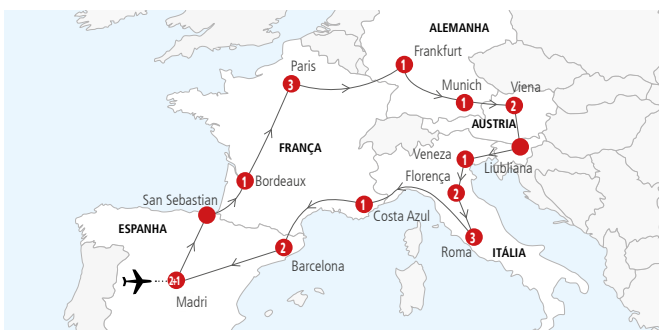 ALEMANHA
Frankfurt
1
Paris
3
Munich
1
Viena
2
ÁUSTRIA
FRANÇA
Veneza
1
Liubliana
Florença
2
Bordeaux
1
San Sebastian
Costa Azul
1
ESPANHA
Roma
3
ITÁLIA
Barcelona
2
Madri
2+1